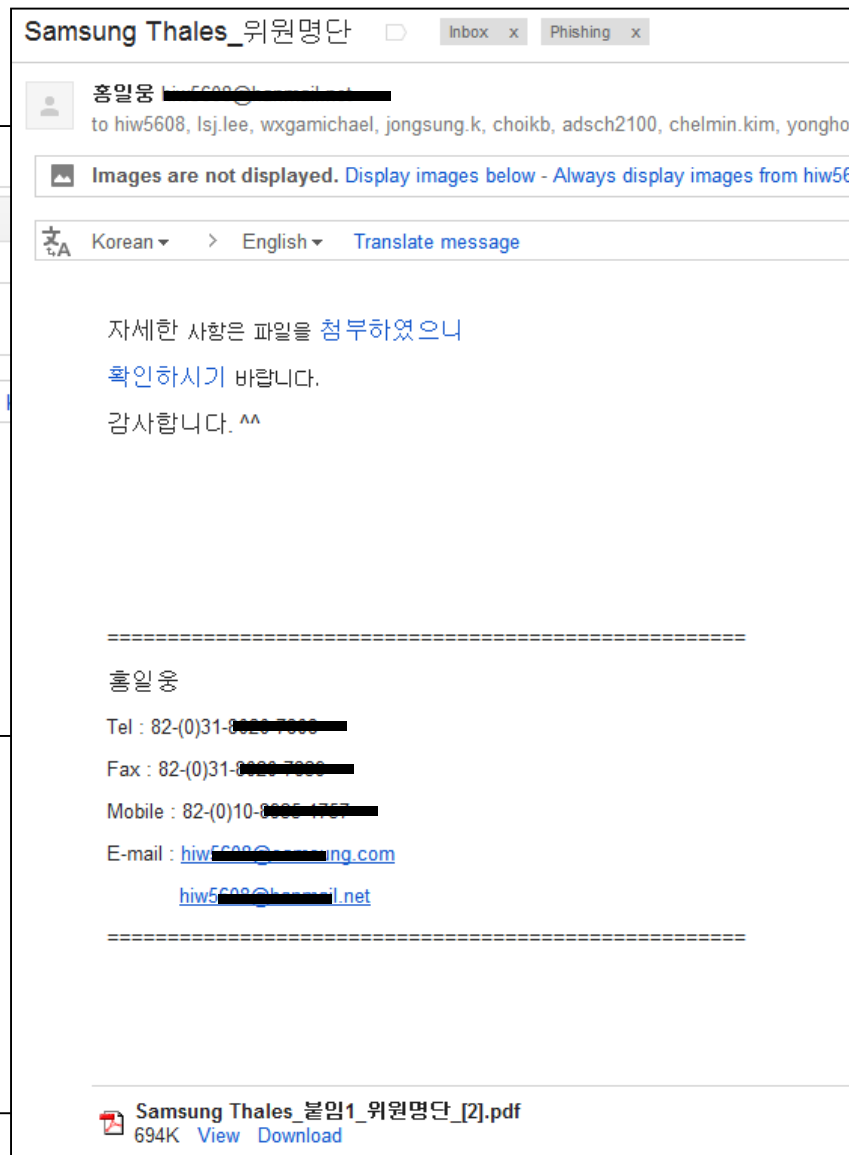 Samsung Thales_위원명단 Inbox x Phishing x
홍일웅
to hiw5608, lsj.lee, wxgamichael, jongsung.k, choikb, adsch2100, chelmin.kim, yongho
Images are not displayed. Display images below - Always display images from hiw56
Korean > English Translate message
자세한 사항은 파일을 첨부하였으니
확인하시기 바랍니다.
감사합니다. ^^
=====================================================
홍일웅
Tel : 82-(0)31-
Fax : 82-(0)31-
Mobile : 82-(0)10-
E-mail : hiw ng.com
hiw5 l.net
=====================================================
Samsung Thales_붙임1_위원명단_[2].pdf
694K View Download